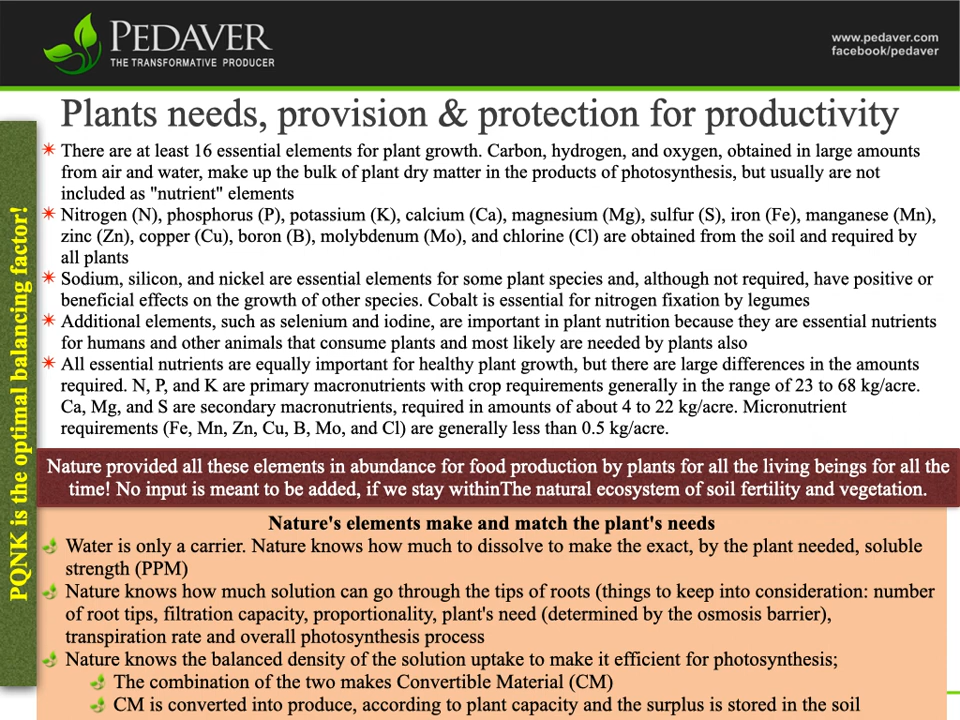 PEDAVER
THE TRANSFORMATIVE PRODUCER
www.pedaver.com
facebook/pedaver
Plants needs, provision & protection for productivity
There are at least 16 essential elements for plant growth. Carbon, hydrogen, and oxygen, obtained in large amounts
from air and water, make up the bulk of plant dry matter in the products of photosynthesis, but usually are not
included as "nutrient" elements
Nitrogen (N), phosphorus (P), potassium (K), calcium (Ca), magnesium (Mg), sulfur (S), iron (Fe), manganese (Mn),
zinc (Zn), copper (Cu), boron (B), molybdenum (Mo), and chlorine (Cl) are obtained from the soil and required by
all plants
Sodium, silicon, and nickel are essential elements for some plant species and, although not required, have positive or
beneficial effects on the growth of other species. Cobalt is essential for nitrogen fixation by legumes
Additional elements, such as selenium and iodine, are important in plant nutrition because they are essential nutrients
for humans and other animals that consume plants and most likely are needed by plants also
All essential nutrients are equally important for healthy plant growth, but there are large differences in the amounts
required. N, P, and K are primary macronutrients with crop requirements generally in the range of 23 to 68 kg/acre.
Ca, Mg, and S are secondary macronutrients, required in amounts of about 4 to 22 kg/acre. Micronutrient
requirements (Fe, Mn, Zn, Cu, B, Mo, and Cl) are generally less than 0.5 kg/acre.
PQNK is the optimal balancing factor!
Nature provided all these elements in abundance for food production by plants for all the living beings for all the
time! No input is meant to be added, if we stay withinThe natural ecosystem of soil fertility and vegetation.
Nature's elements make and match the plant's needs
Water is only a carrier. Nature knows how much to dissolve to make the exact, by the plant needed, soluble
strength (PPM)
Nature knows how much solution can go through the tips of roots (things to keep into consideration: number
of root tips, filtration capacity, proportionality, plant's need (determined by the osmosis barrier),
transpiration rate and overall photosynthesis process
Nature knows the balanced density of the solution uptake to make it efficient for photosynthesis;
The combination of the two makes Convertible Material (CM)
CM is converted into produce, according to plant capacity and the surplus is stored in the soil